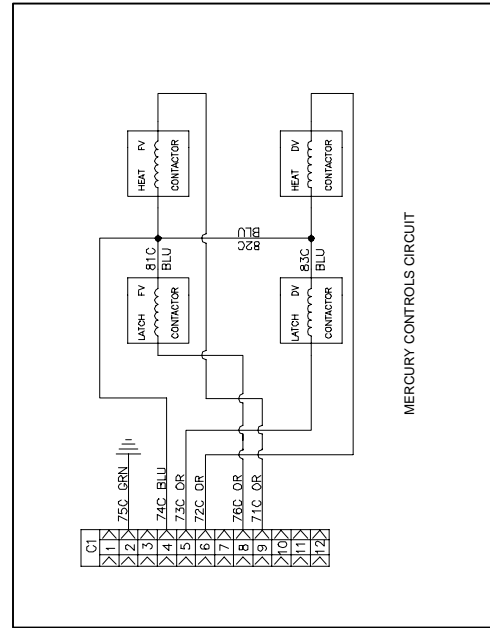 C1
1
2
3
4
5
6
7
8
9
10
11
12
75C GRN
74C BLU
73C OR
72C OR
76C OR
71C OR
HEAT FV
CONTACTOR
HEAT DV
CONTACTOR
81C
BLU
82C
BLU
83C
BLU
LATCH FV
CONTACTOR
LATCH DV
CONTACTOR
MERCURY CONTROLS CIRCUIT